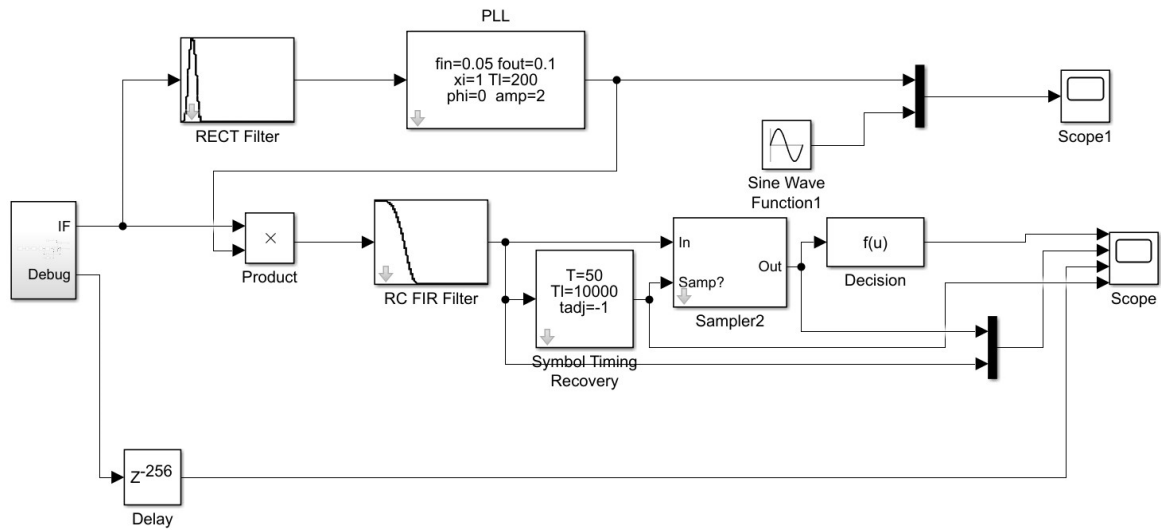 PLL
fin=0.05 fout=0.1
xi=1 Tl=200
phi=0 amp=2
RECT Filter
Scope1
Sine Wave
Function1
IF
Debug
×
Product
RC FIR Filter
T=50
Tl=10000
tadj=-1
Symbol Timing
Recovery
In
Samp?
Out
Sampler2
f(u)
Decision
Scope
Z-256
Delay